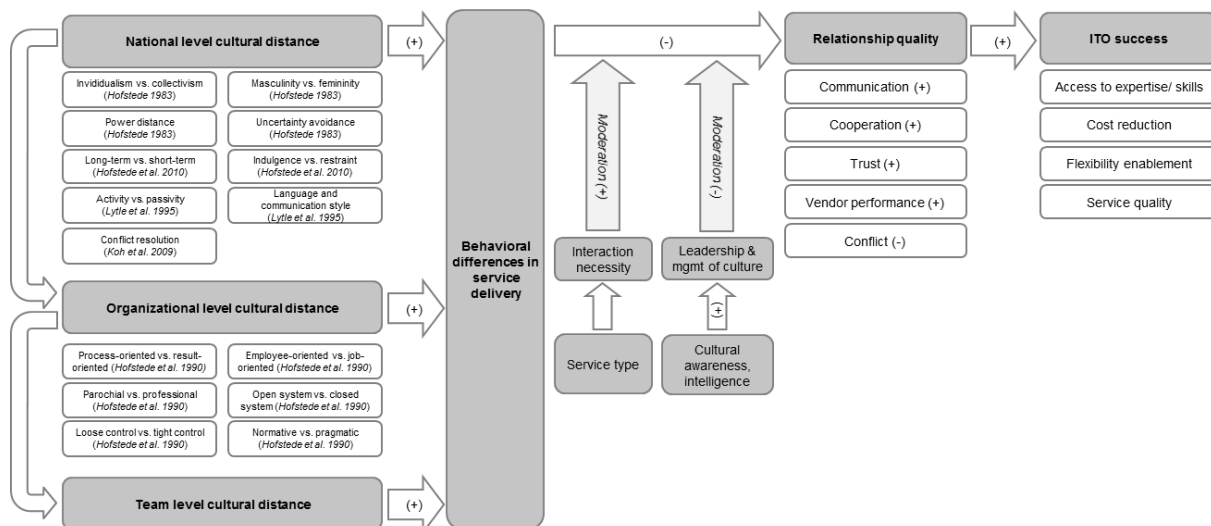 National level cultural distance
(+)
Invididualism vs. collectivism
(Hofstede 1983)
Masculinity vs. feminity
(Hofstede 1983)
Power distance
(Hofstede 1983)
Uncertainty avoidance
(Hofstede 1983)
Long-term vs. short-term
(Hofstede et al. 2010)
Indulgence vs. restraint
(Hofstede et al. 2010)
Activity vs. passivity
(Lytle et al. 1995)
Language and
communication style
(Lytle et al. 1995)
Conflict resolution
(Koh et al. 2009)
Organizational level cultural distance
(+)
Process-oriented vs. result-
oriented (Hofstede et al. 1990)
Employee-oriented vs. job-
oriented (Hofstede et al. 1990)
Parochial vs. professional
(Hofstede et al. 1990)
Open system vs. closed
system (Hofstede et al. 1990)
Loose control vs. tight control
(Hofstede et al. 1990)
Normative vs. pragmatic
(Hofstede et al. 1990)
Team level cultural distance
(+)
Behavioral
differences in
service
delivery
(-)
Moderation (+)
Moderation (-)
Interaction
necessity
Leadership &
mgmt of culture
(+)
Service type
Cultural
awareness,
intelligence
Relationship quality
Communication (+)
Cooperation (+)
Trust (+)
Vendor performance (+)
Conflict (-)
(+)
ITO success
Access to expertise/ skills
Cost reduction
Flexibility enablement
Service quality